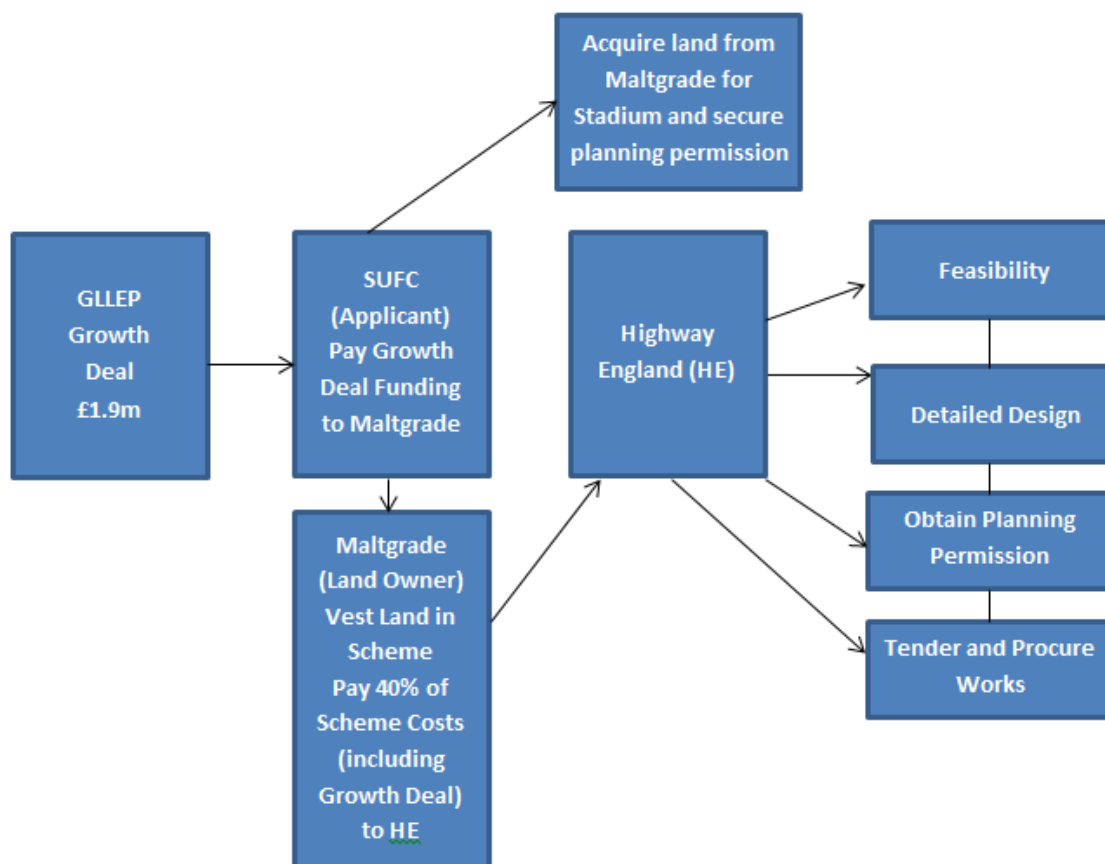 Acquire land from
Maltgrade for
Stadium and secure
planning permission
GLLEP
Growth
Deal
£1.9m
SUFC
(Applicant)
Pay Growth
Deal Funding
to Maltgrade
Highway
England (HE)
Feasibility
Detailed Design
Obtain Planning
Permission
Tender and Procure
Works
Maltgrade
(Land Owner)
Vest Land in
Scheme
Pay 40% of
Scheme Costs
(including
Growth Deal)
to HE